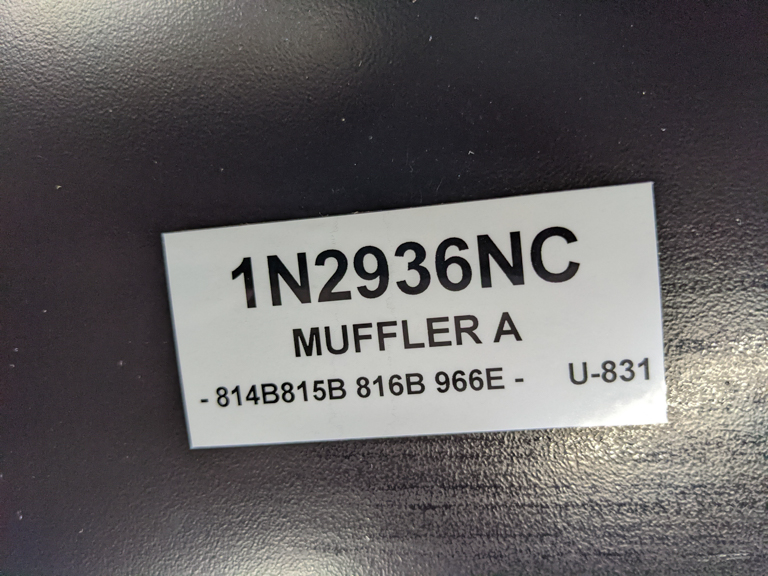 1N2936NC
MUFFLER A
- 814B815B 816B 966E - U-831